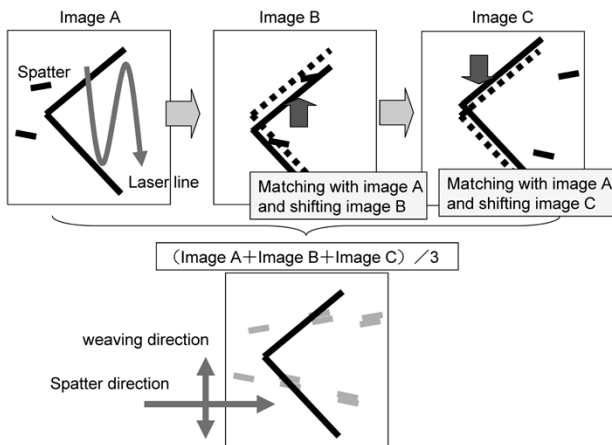 Image A
Image B
Image C
Spatter
Laser line
Matching with image A
and shifting image B
Matching with image A
and shifting image C
（Image A＋Image B＋Image C）／3
weaving direction
Spatter direction